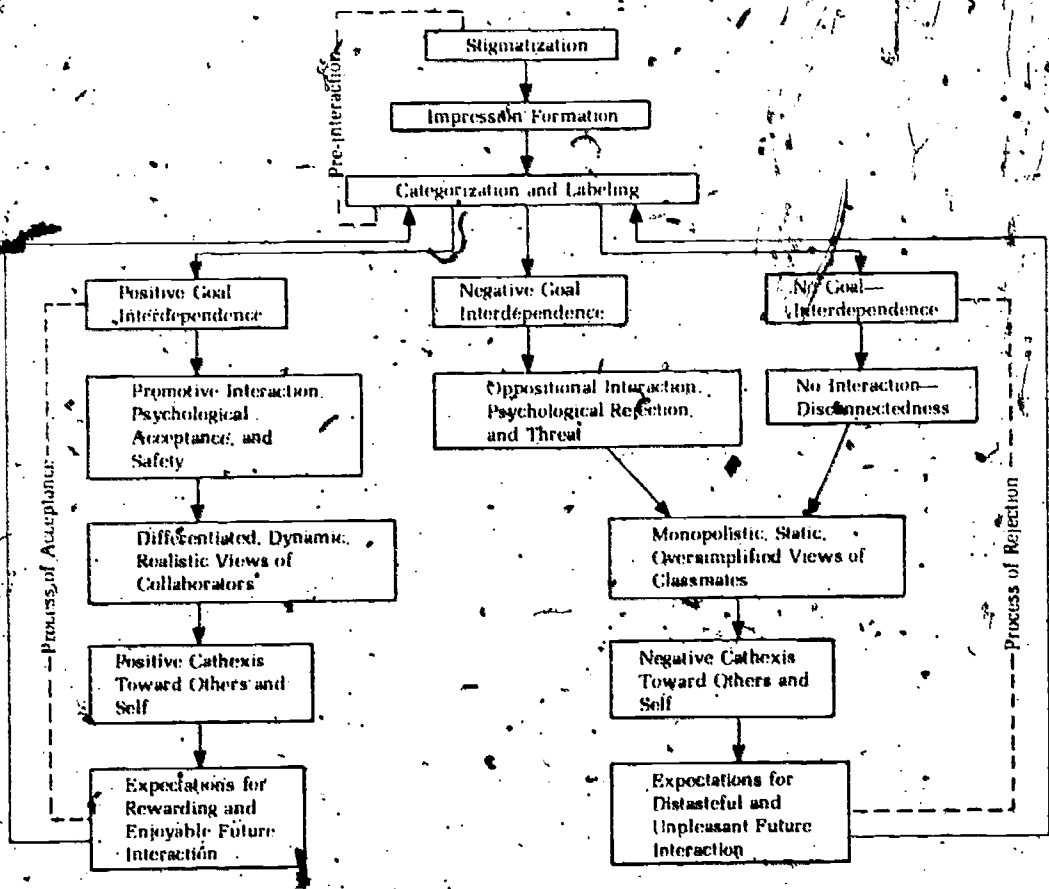 Stigmatization
Pre-interaction
Impression Formation
Categorization and Labeling
Positive Goal
Interdependence
Negative Goal
Interdependence
No Goal—
Interdependence
Promotive Interaction,
Psychological
Acceptance, and
Safety
Oppositional Interaction,
Psychological Rejection,
and Threat
No Interaction—
Disconnectedness
Process of Acceptance
Differentiated, Dynamic,
Realistic Views of
Collaborators
Monopolistic, Static,
Oversimplified Views of
Classmates
Process of Rejection
Positive Cathexis
Toward Others and
Self
Negative Cathexis
Toward Others and
Self
Expectations for
Rewarding and
Enjoyable Future
Interaction
Expectations for
Distasteful and
Unpleasant Future
Interaction